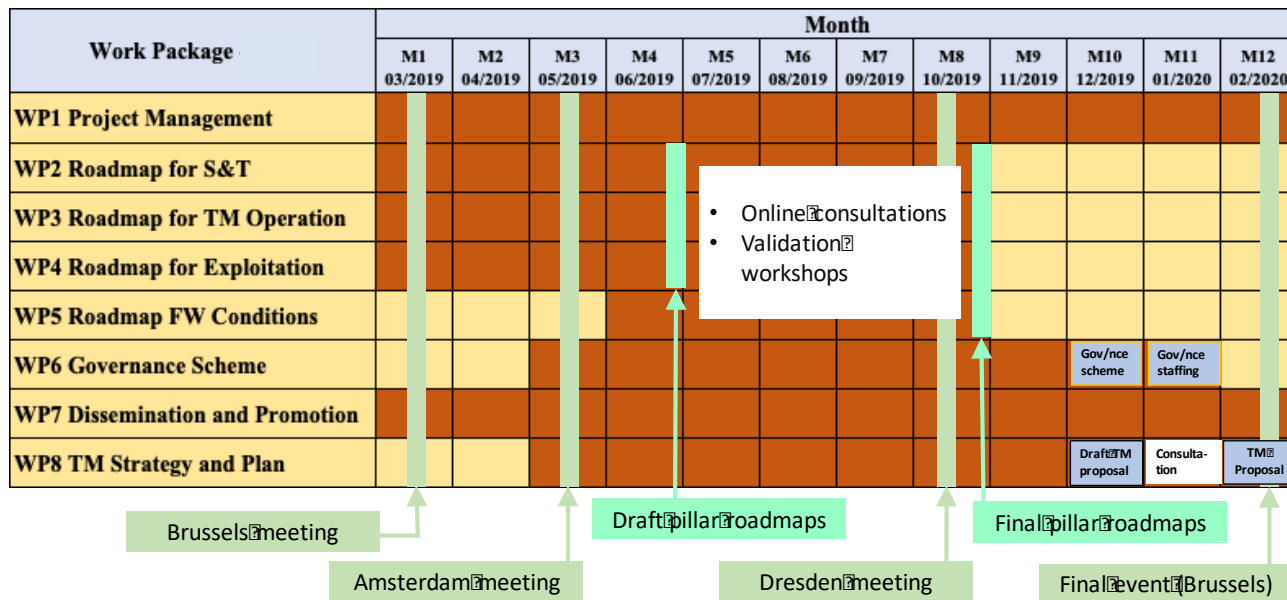 Work Package
Month
M1 M2 M3 M4 M5 M6 M7 M8 M9 M10 M11 M12
03/2019 04/2019 05/2019 06/2019 07/2019 08/2019 09/2019 10/2019 11/2019 12/2019 01/2020 02/2020
WP1 Project Management
WP2 Roadmap for S&T
WP3 Roadmap for TM Operation
WP4 Roadmap for Exploitation
WP5 Roadmap FW Conditions
WP6 Governance Scheme
WP7 Dissemination and Promotion
WP8 TM Strategy and Plan
• Online⍰consultations
• Validation⍰
workshops
Gov/nce
scheme
Gov/nce
staffing
Draft⍰TM
proposal
Consulta-
tion
TM⍰
Proposal
Brussels⍰meeting
Draft⍰pillar⍰roadmaps
Final⍰pillar⍰roadmaps
Amsterdam⍰meeting
Dresden⍰meeting
Final⍰event⍰(Brussels)